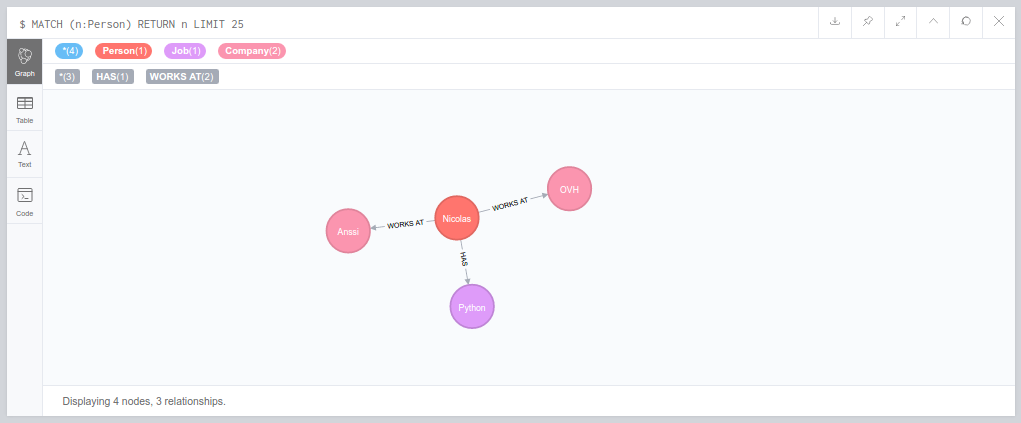 $ MATCH (n:Person) RETURN n LIMIT 25
*(4) Person(1) Job(1) Company(2)
*(3) HAS(1) WORKS AT(2)
Graph
Table
Text
Code
OVH
WORKS AT
Nicolas
WORKS AT
Anssi
HAS
Python
Displaying 4 nodes, 3 relationships.